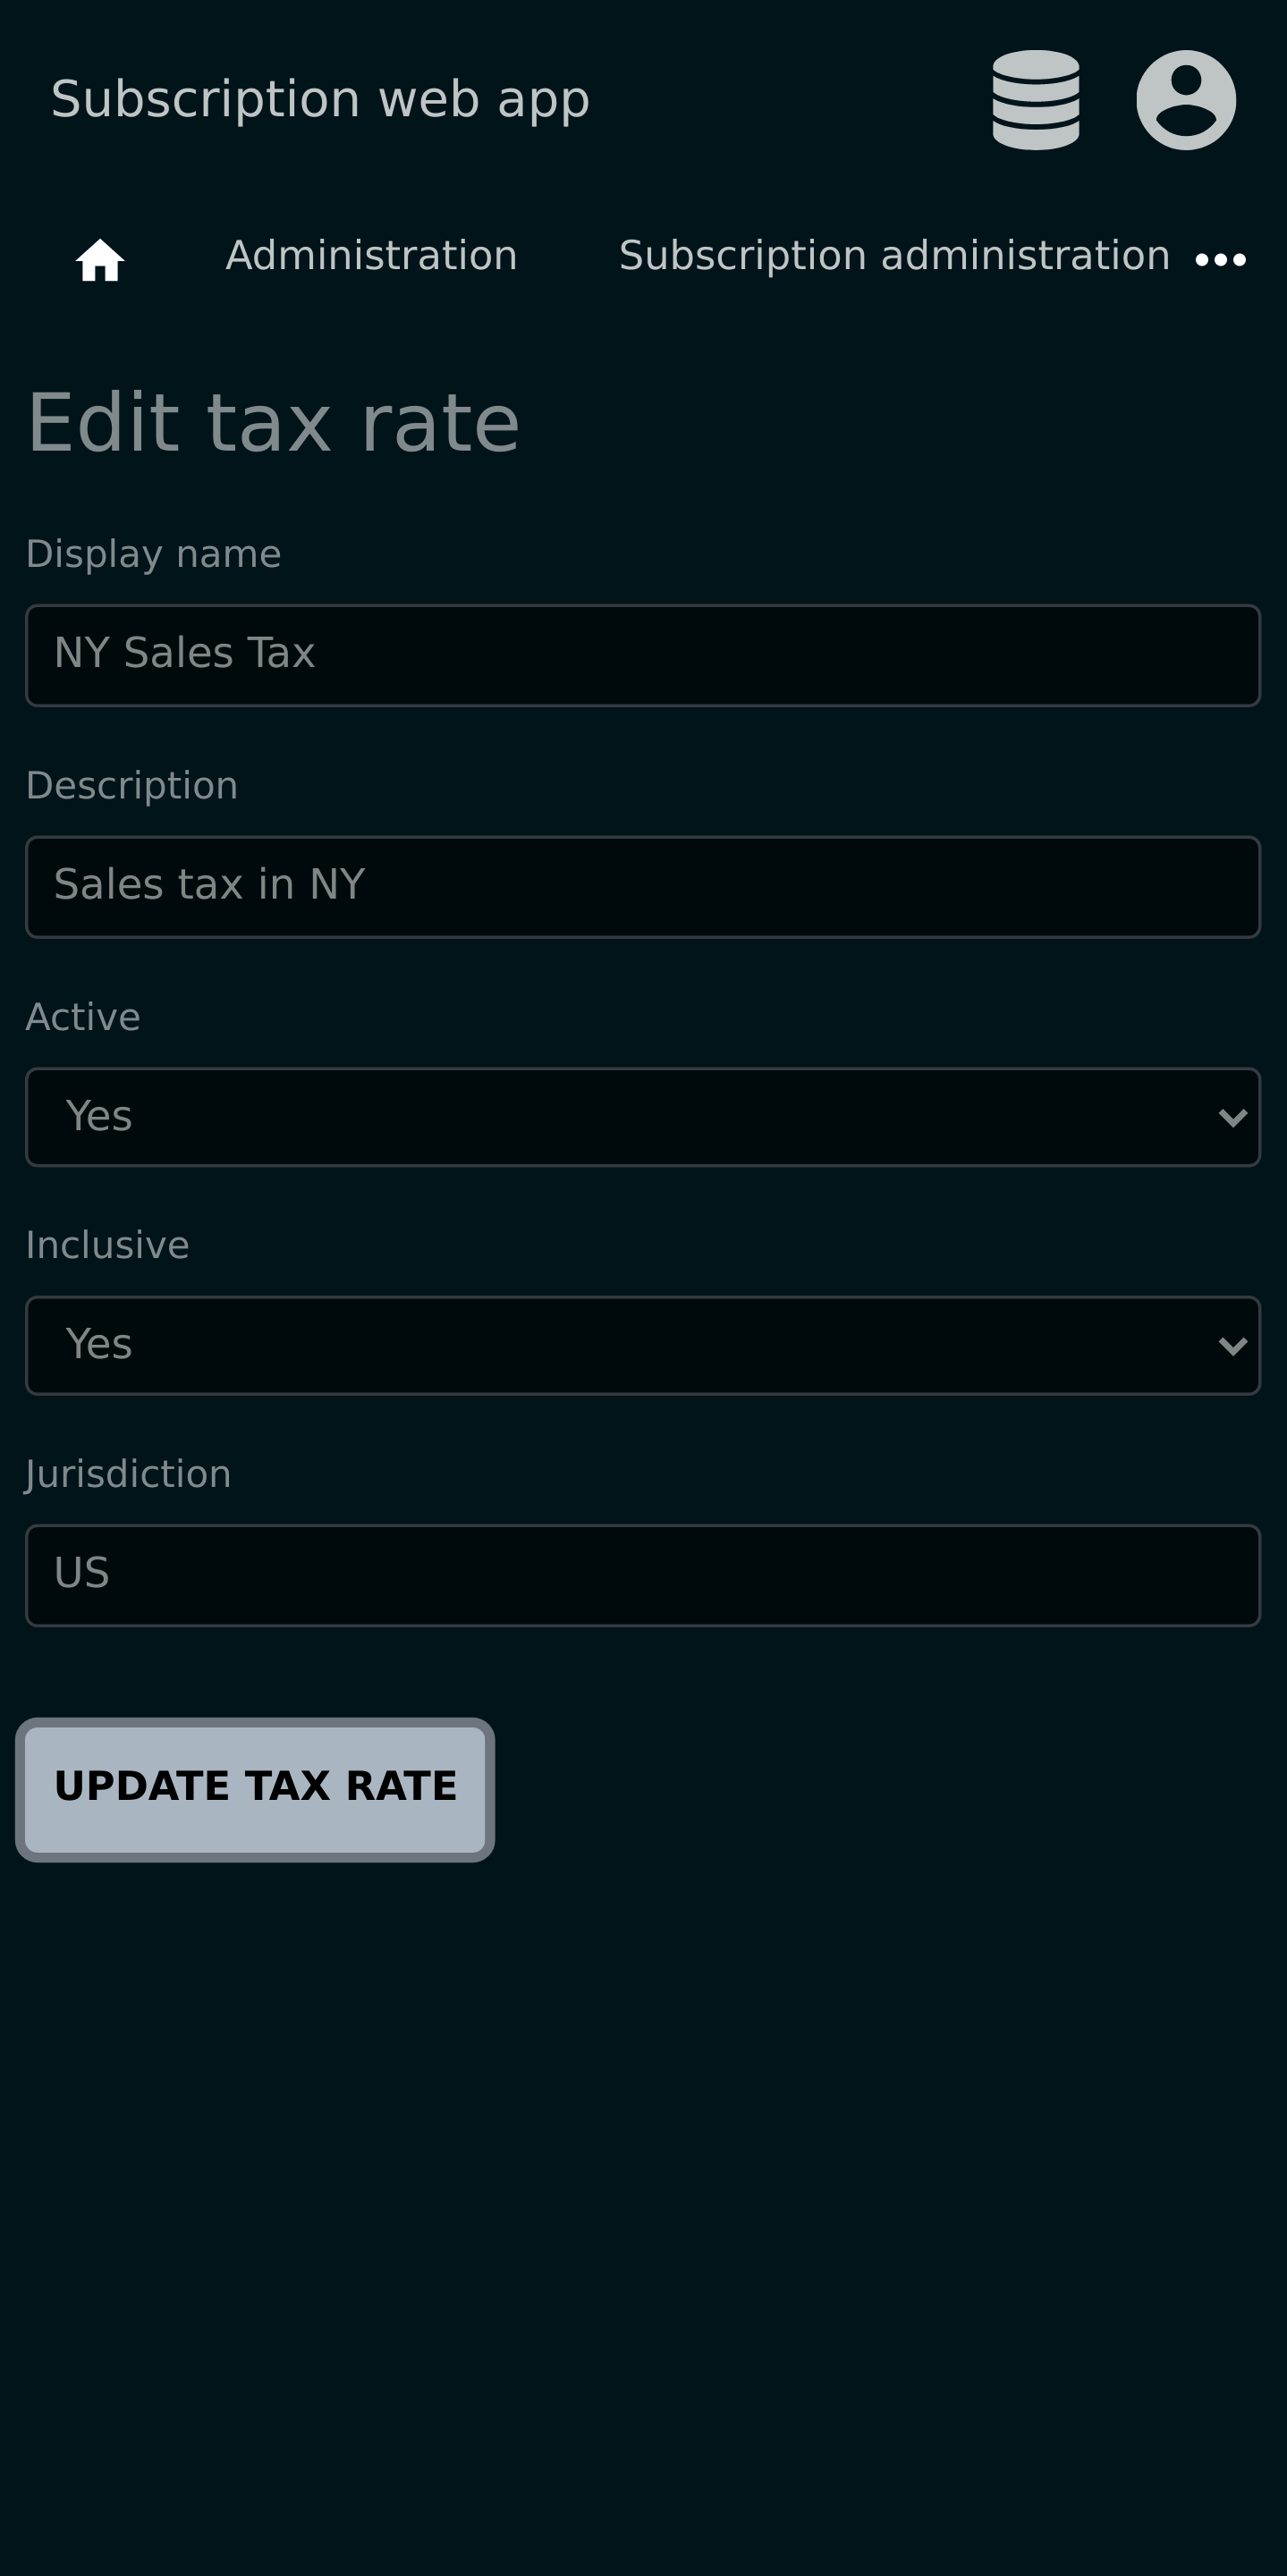 Subscription web app
Administration Subscription administration
Edit tax rate
Display name
NY Sales Tax
Description
Sales tax in NY
Active
Yes
Inclusive
Yes
Jurisdiction
US
UPDATE TAX RATE